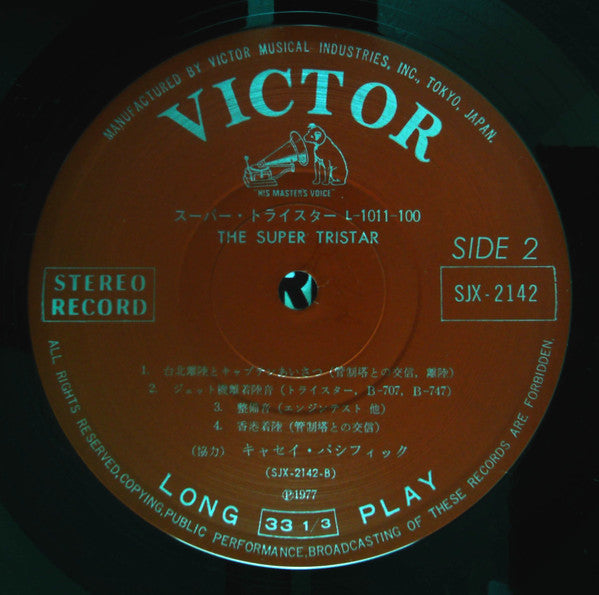 MANUFACTURED BY VICTOR MUSICAL INDUSTRIES, INC., TOKYO, JAPAN.
VICTOR
"HIS MASTER'S VOICE"
スーパー・トライスター L-1011-100
THE SUPER TRISTAR
SIDE 2
STEREO
RECORD
SJX-2142
1. 台北離陸とキャプテンあいさつ (管制塔との交信, 離陸)
2. ジェット機離着陸音 (トライスター, B-707, B-747)
3. 整備音 (エンジンテスト 他)
4. 香港着陸 (管制塔との交信)
(協力) キャセイ・パシフィック
(SJX-2142-B)
Ⓟ1977
LONG 33 1/3 PLAY
ALL RIGHTS RESERVED, COPYING, PUBLIC PERFORMANCE, BROADCASTING OF THESE RECORDS ARE FORBIDDEN.